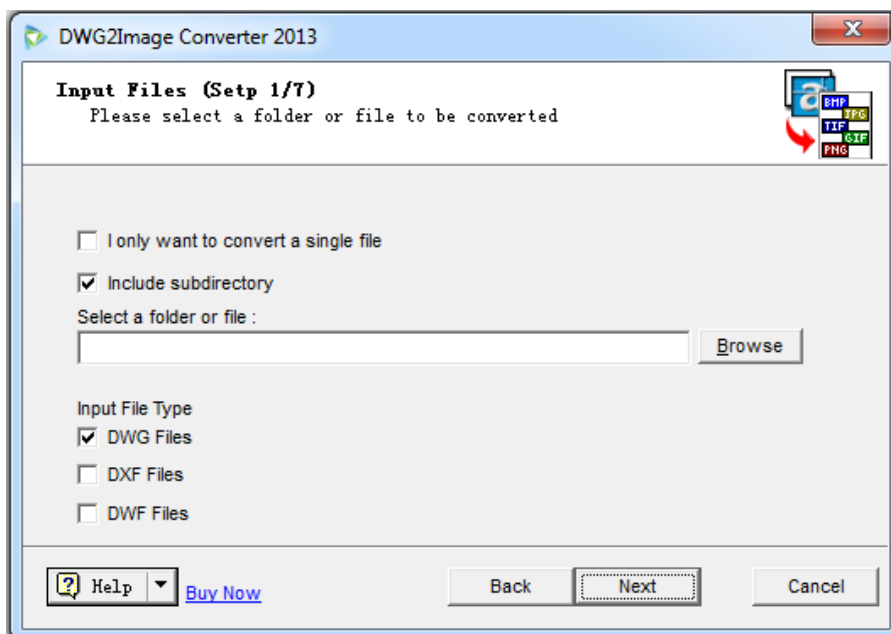 DWG2Image Converter 2013
Input Files (Setp 1/7)
Please select a folder or file to be converted
a
BMP
JPG
TIF
GIF
PNG
I only want to convert a single file
Include subdirectory
Select a folder or file :
Browse
Input File Type
DWG Files
DXF Files
DWF Files
? Help
Buy Now
Back
Next
Cancel